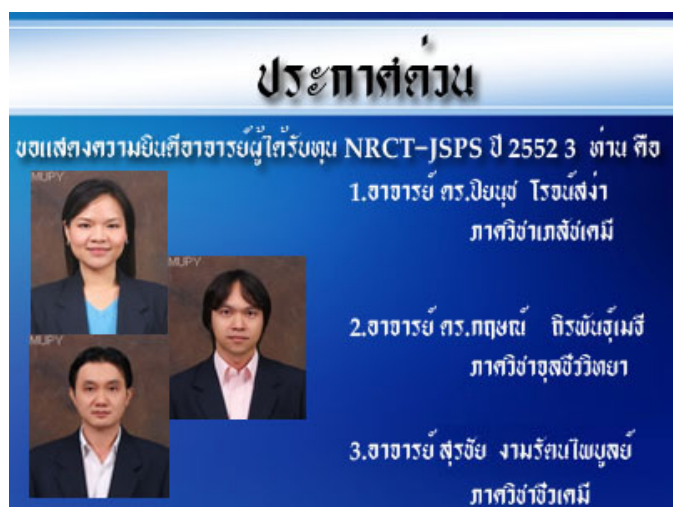 ประกาศด่วน
ขอแสดงความยินดีอาจารย์ผู้ได้รับทุน NRCT-JSPS ปี 2552 3 ท่าน คือ
MUPY
1.อาจารย์ ดร.ปิยนุช โรจน์สง่า
ภาควิชาเภสัชเคมี
MUPY
2.อาจารย์ ดร.กฤษณ์ ถิรพันธุ์เมธี
ภาควิชาจุลชีววิทยา
MUPY
3.อาจารย์ สุรชัย งามรัตนไพบูลย์
ภาควิชาชีวเคมี